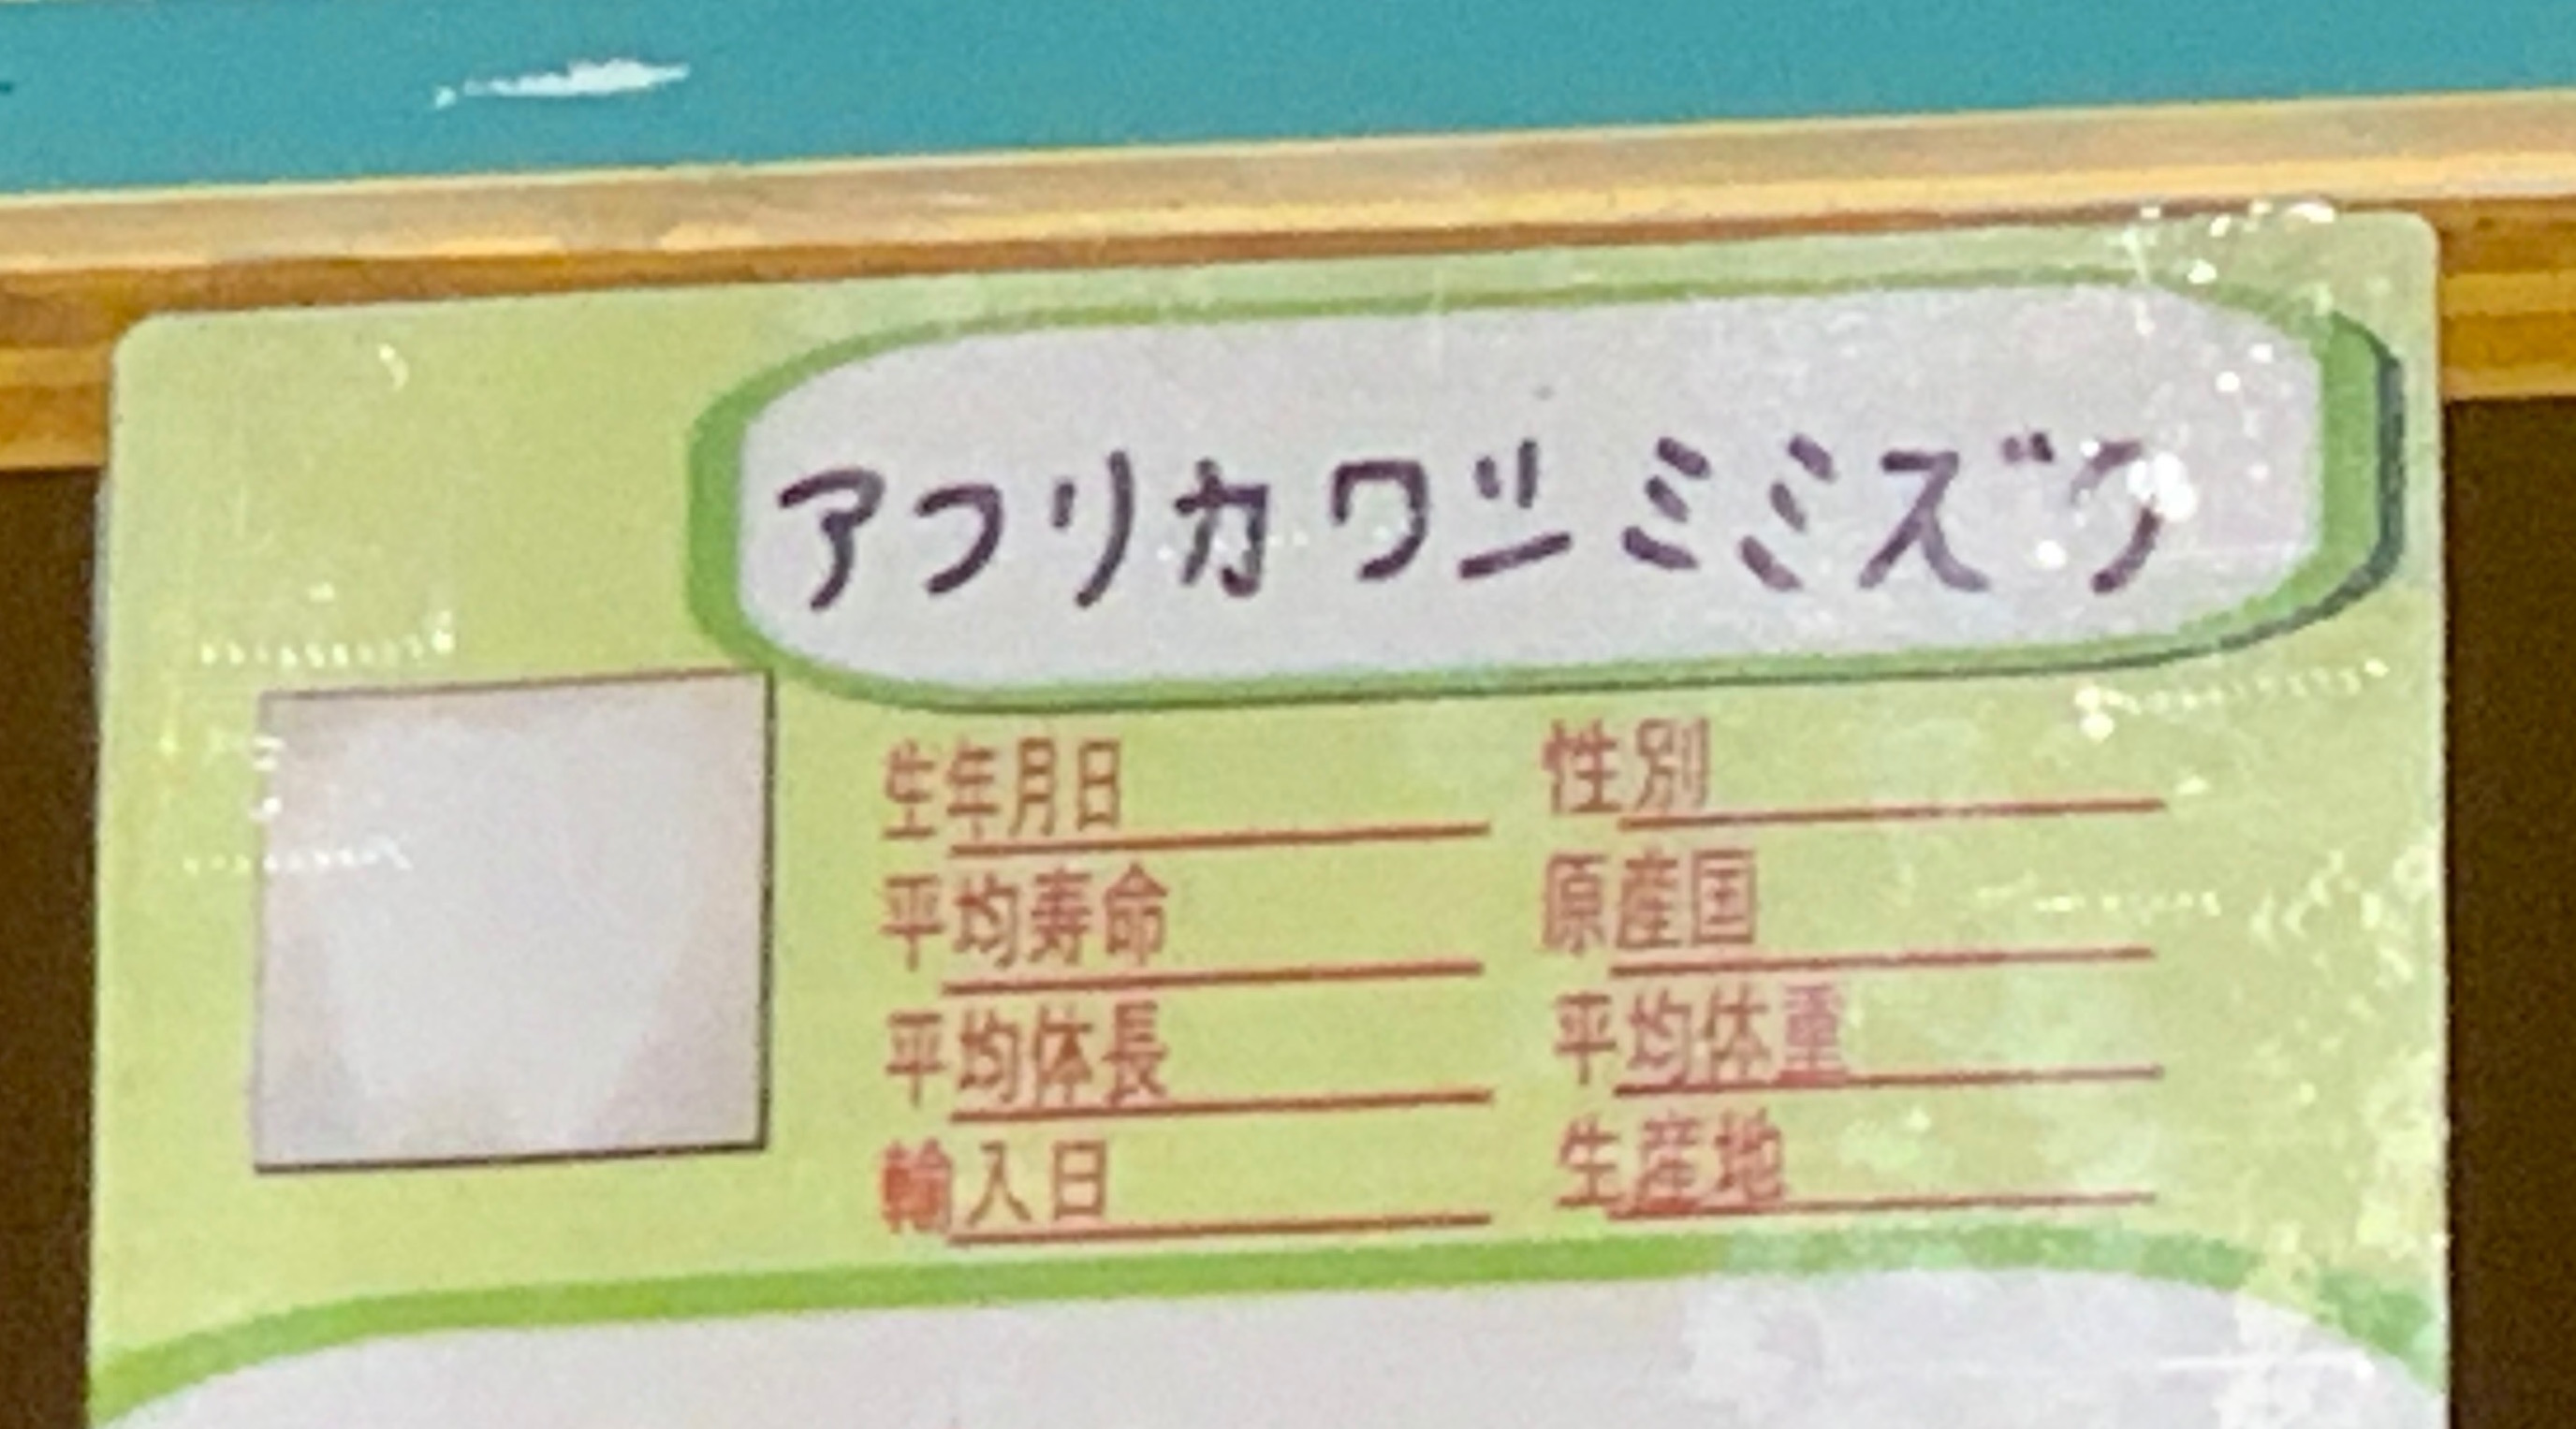 アフリカワシミミズク
生年月日 性別
平均寿命 原産国
平均体長 平均体重
輸入日 生産地